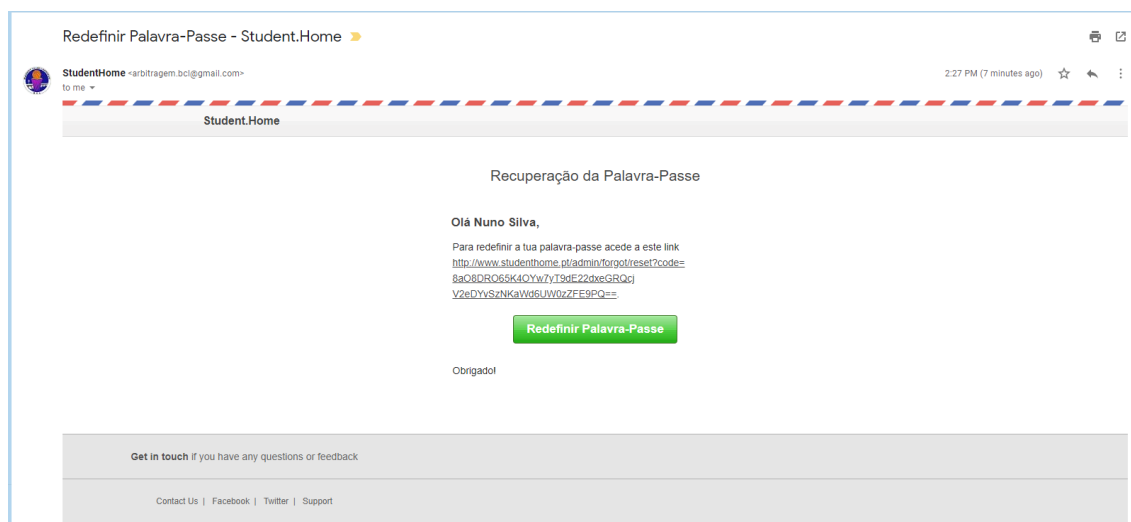 Redefinir Palavra-Passe - Student.Home
StudentHome <arbitragem.bcl@gmail.com>
2:27 PM (7 minutes ago)
to me
Student.Home
Recuperação da Palavra-Passe
Olá Nuno Silva,
Para redefinir a tua palavra-passe acede a este link
http://www.studenthome.pt/admin/forgot/reset?code=
8aO8DRO65K4OYw7yT9dE22dxeGRQcj
V2eDYvSzNKaWd6UW0zZFE9PQ==.
Redefinir Palavra-Passe
Obrigado!
Get in touch if you have any questions or feedback
Contact Us | Facebook | Twitter | Support